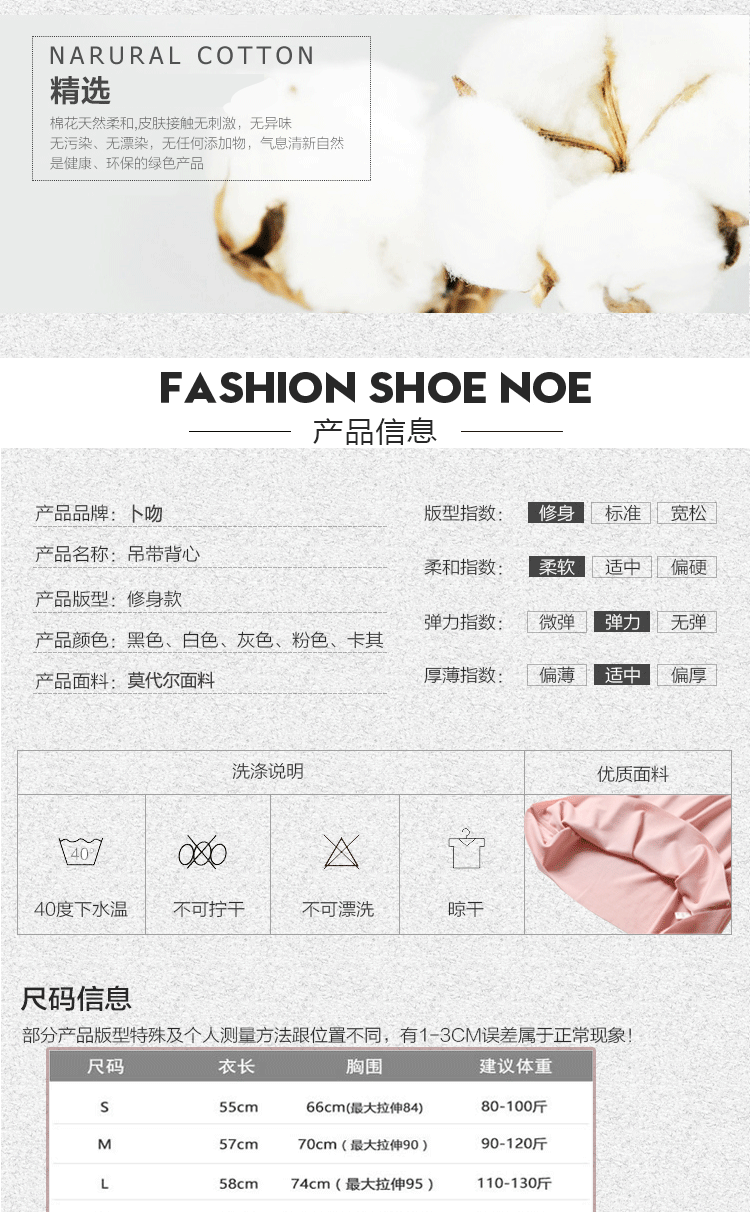 NARURAL COTTON
精选
棉花天然柔和,皮肤接触无刺激，无异味
无污染、无漂染，无任何添加物，气息清新自然
是健康、环保的绿色产品
FASHION SHOE NOE
产品信息
产品品牌：卜吻
产品名称：吊带背心
产品版型：修身款
产品颜色：黑色、白色、灰色、粉色、卡其
产品面料：莫代尔面料
版型指数： 修身 标准 宽松
柔和指数： 柔软 适中 偏硬
弹力指数： 微弹 弹力 无弹
厚薄指数： 偏薄 适中 偏厚
洗涤说明 优质面料
40
40度下水温 不可拧干 不可漂洗 晾干
尺码信息
部分产品版型特殊及个人测量方法跟位置不同，有1-3CM误差属于正常现象！
尺码 衣长 胸围 建议体重
S 55cm 66cm(最大拉伸84) 80-100斤
M 57cm 70cm（最大拉伸90） 90-120斤
L 58cm 74cm（最大拉伸95） 110-130斤